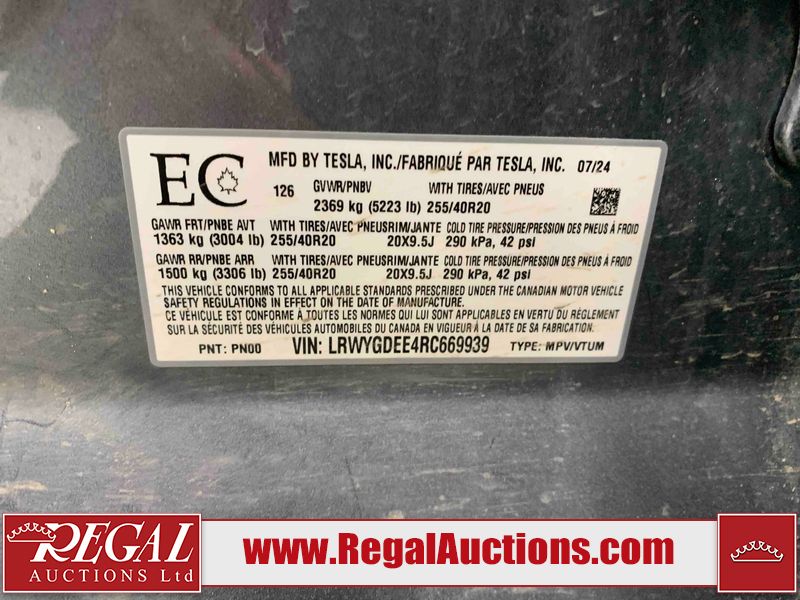 EC
MFD BY TESLA, INC./FABRIQUÉ PAR TESLA, INC. 07/24
126 GVWR/PNBV WITH TIRES/AVEC PNEUS
2369 kg (5223 lb) 255/40R20
GAWR FRT/PNBE AVT WITH TIRES/AVEC PNEUS RIM/JANTE COLD TIRE PRESSURE/PRESSION DES PNEUS À FROID
1363 kg (3004 lb) 255/40R20 20X9.5J 290 kPa, 42 psi
GAWR RR/PNBE ARR WITH TIRES/AVEC PNEUS RIM/JANTE COLD TIRE PRESSURE/PRESSION DES PNEUS À FROID
1500 kg (3306 lb) 255/40R20 20X9.5J 290 kPa, 42 psi
THIS VEHICLE CONFORMS TO ALL APPLICABLE STANDARDS PRESCRIBED UNDER THE CANADIAN MOTOR VEHICLE
SAFETY REGULATIONS IN EFFECT ON THE DATE OF MANUFACTURE.
CE VÉHICULE EST CONFORME À TOUTES LES NORMES QUI LUI SONT APPLICABLES EN VERTU DU RÈGLEMENT
SUR LA SÉCURITÉ DES VÉHICULES AUTOMOBILES DU CANADA EN VIGUEUR À LA DATE DE SA FABRICATION.
PNT: PN00 VIN: LRWYGDEE4RC669939 TYPE: MPV/VTUM
REGAL
AUCTIONS Ltd
www.RegalAuctions.com